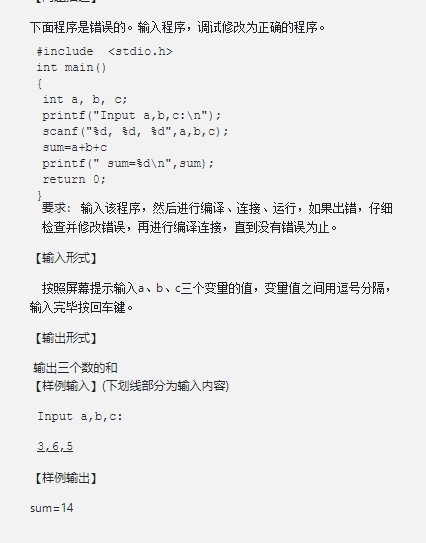 下面程序是错误的。输入程序，调试修改为正确的程序。
#include  <stdio.h>
int main()
{
int a, b, c;
printf("Input a,b,c:\n");
scanf("%d, %d, %d",a,b,c);
sum=a+b+c
printf(" sum=%d\n",sum);
return 0;
}
要求: 输入该程序，然后进行编译、连接、运行，如果出错，仔细
检查并修改错误，再进行编译连接，直到没有错误为止。
【输入形式】
按照屏幕提示输入a、b、c三个变量的值，变量值之间用逗号分隔，
输入完毕按回车键。
【输出形式】
输出三个数的和
【样例输入】(下划线部分为输入内容)
Input a,b,c:
3,6,5
【样例输出】
sum=14